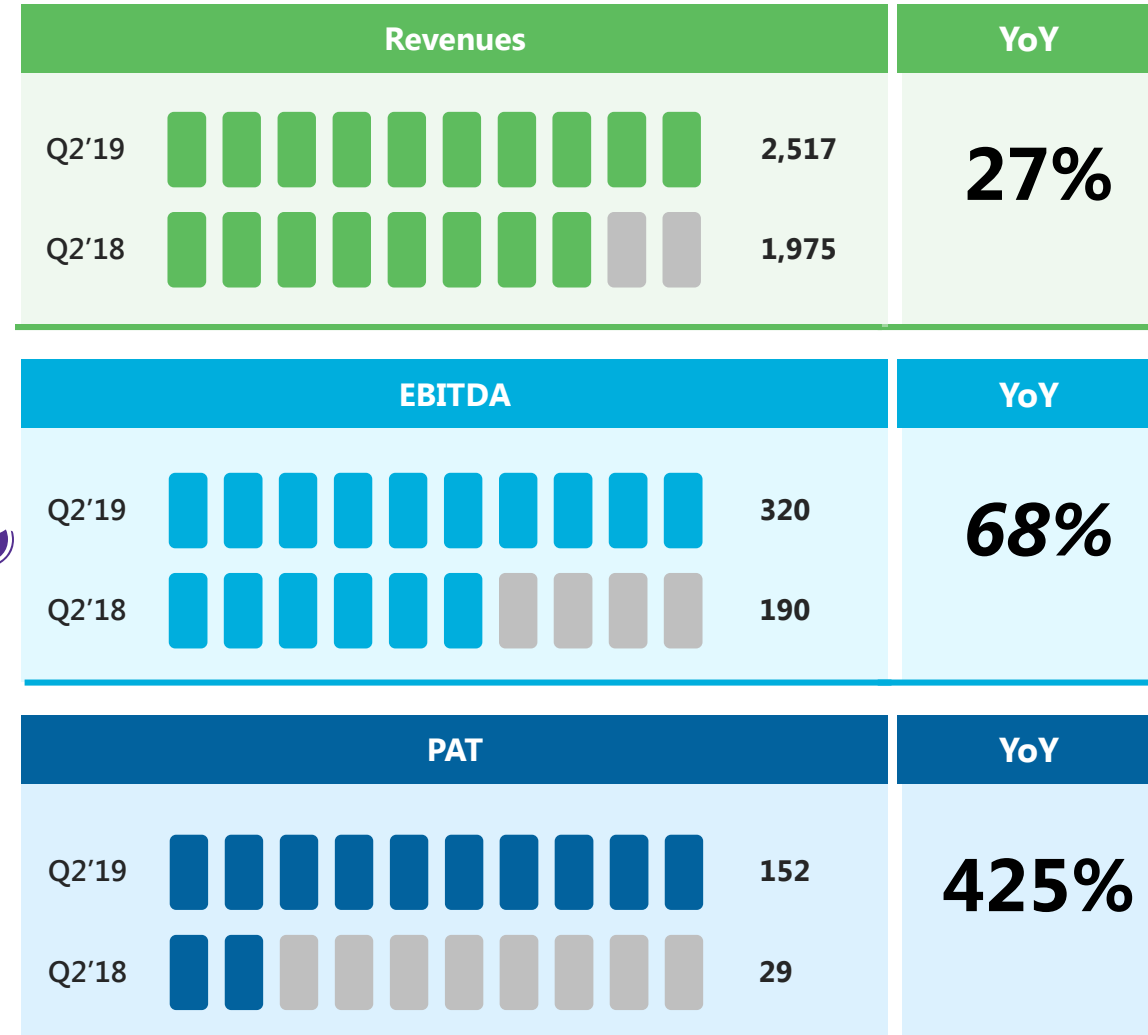 Revenues YoY
Q2’19 2,517
27%
Q2’18 1,975
EBITDA YoY
Q2’19 320
68%
Q2’18 190
PAT YoY
Q2’19 152
425%
Q2’18 29